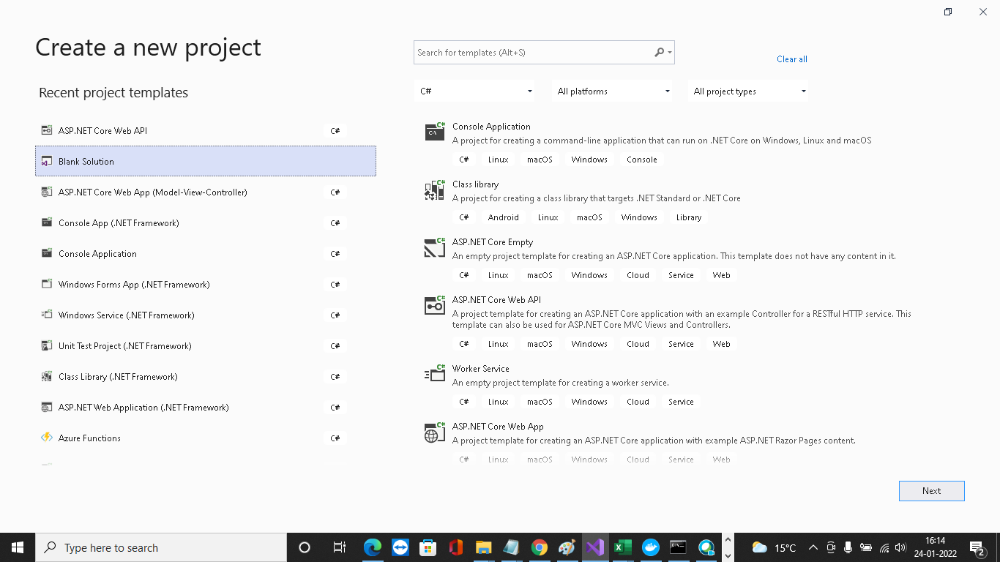 Create a new project
Search for templates (Alt+S)
Clear all
Recent project templates
C#
All platforms
All project types
ASP.NET Core Web API C#
Blank Solution
ASP.NET Core Web App (Model-View-Controller) C#
Console App (.NET Framework) C#
Console Application C#
Windows Forms App (.NET Framework) C#
Windows Service (.NET Framework) C#
Unit Test Project (.NET Framework) C#
Class Library (.NET Framework) C#
ASP.NET Web Application (.NET Framework) C#
Azure Functions C#
C#
C:\
Console Application
A project for creating a command-line application that can run on .NET Core on Windows, Linux and macOS
C# Linux macOS Windows Console
C#
Class library
A project for creating a class library that targets .NET Standard or .NET Core
C# Android Linux macOS Windows Library
C#
ASP.NET Core Empty
An empty project template for creating an ASP.NET Core application. This template does not have any content in it.
C# Linux macOS Windows Cloud Service Web
C#
ASP.NET Core Web API
A project template for creating an ASP.NET Core application with an example Controller for a RESTful HTTP service. This
template can also be used for ASP.NET Core MVC Views and Controllers.
C# Linux macOS Windows Cloud Service Web
C#
Worker Service
An empty project template for creating a worker service.
C# Linux macOS Windows Cloud Service
C#
ASP.NET Core Web App
A project template for creating an ASP.NET Core application with example ASP.NET Razor Pages content.
C# Linux macOS Windows Cloud Service Web
Next
Type here to search
15°C
16:14
24-01-2022
2